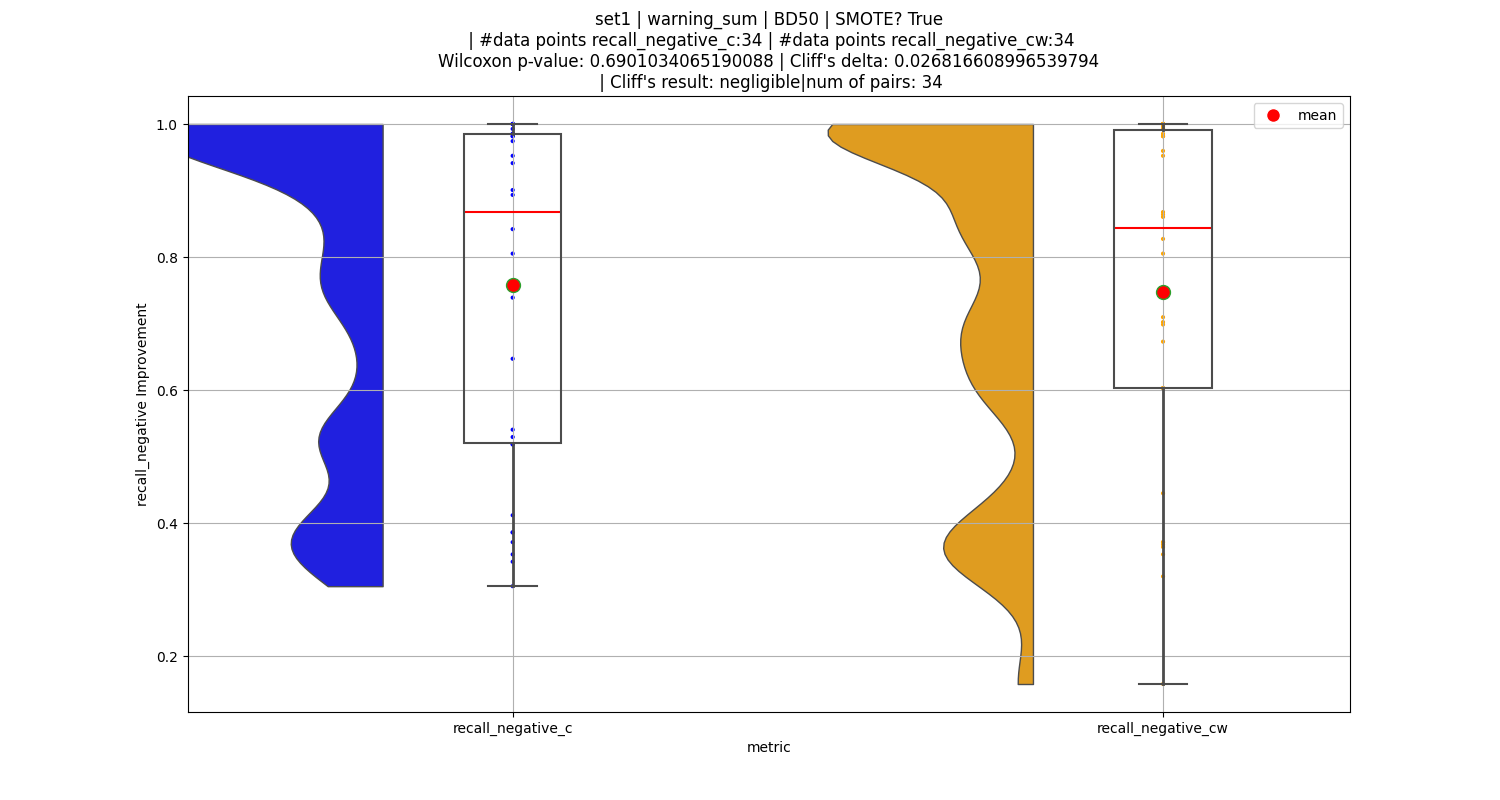 set1 | warning_sum | BD50 | SMOTE? True
| #data points recall_negative_c:34 | #data points recall_negative_cw:34
Wilcoxon p-value: 0.6901034065190088 | Cliff's delta: 0.026816608996539794
| Cliff's result: negligible|num of pairs: 34
mean
1.0
0.8
0.6
0.4
0.2
recall_negative Improvement
recall_negative_c
recall_negative_cw
metric